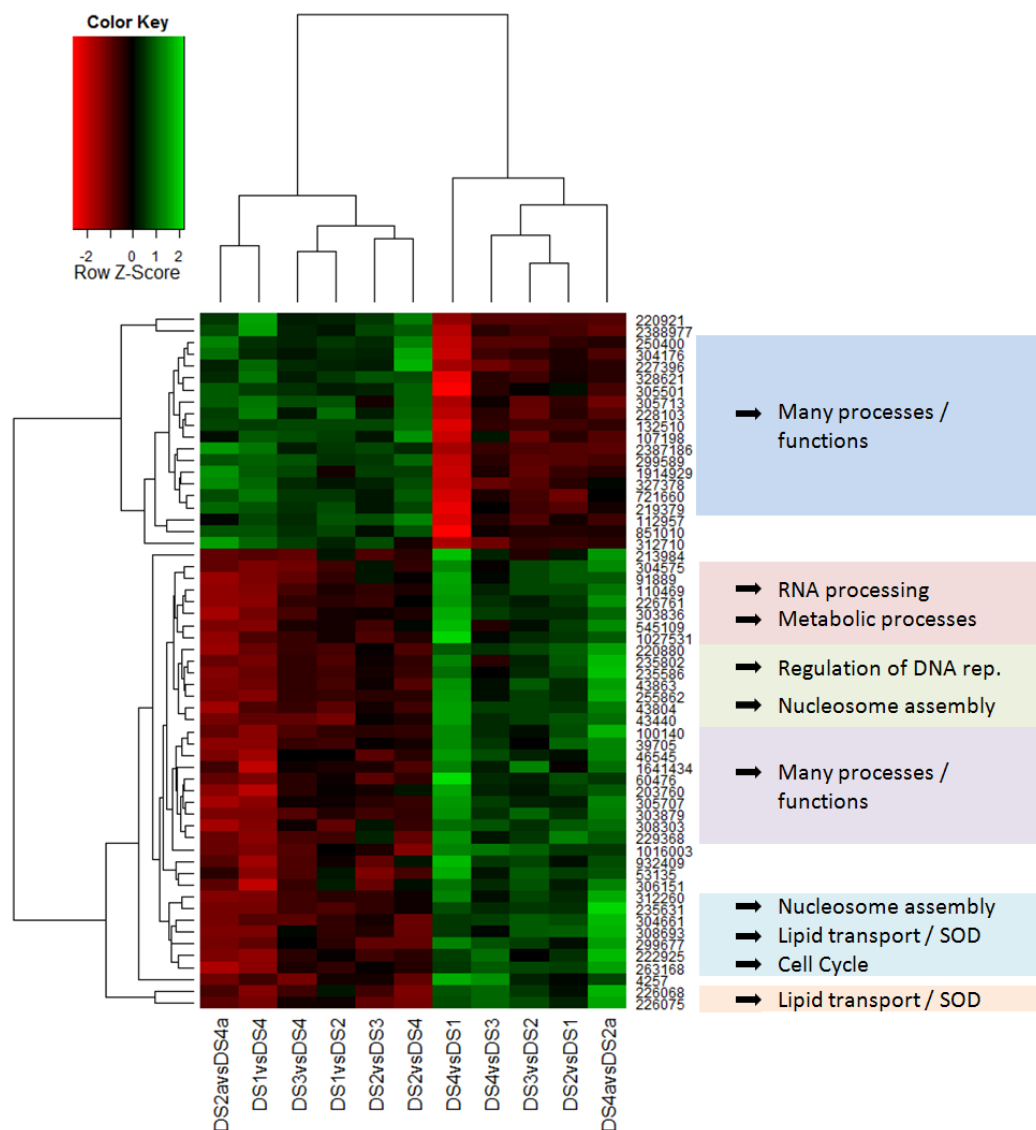 Color Key
-2 0 1 2
Row Z-Score
220921
2388977
250400
304176
227396
328621
305501
305713
228103
132510
107198
2387186
299589
1914929
327378
721660
219379
112957
851010
312710
213984
304575
91889
110469
226761
303836
545109
1027531
220880
235802
235586
43863
255862
43804
43440
100140
39705
46545
1641434
60476
203760
305707
303879
308303
229368
1016003
932409
53135
306151
312260
235631
304661
308693
299677
222925
263168
4257
226068
226075
Many processes /
functions
RNA processing
Metabolic processes
Regulation of DNA rep.
Nucleosome assembly
Many processes /
functions
Nucleosome assembly
Lipid transport / SOD
Cell Cycle
Lipid transport / SOD
DS2avsDS4a
DS1vsDS4
DS3vsDS4
DS1vsDS2
DS2vsDS3
DS2vsDS4
DS4vsDS1
DS4vsDS3
DS3vsDS2
DS2vsDS1
DS4avsDS2a